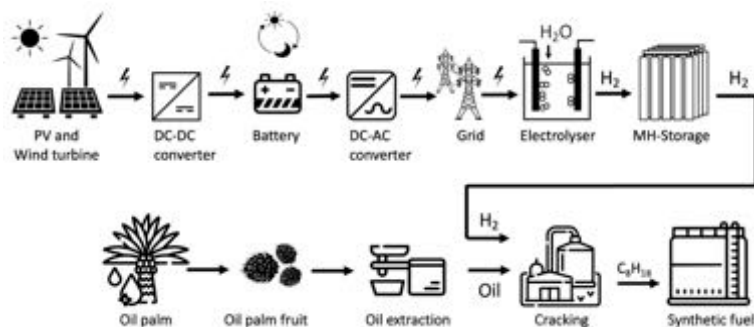 H₂O
H₂
H₂
PV and
Wind turbine
DC-DC
converter
Battery
DC-AC
converter
Grid
Electrolyser
MH-Storage
H₂
Oil
C₈H₁₈
Oil palm
Oil palm fruit
Oil extraction
Cracking
Synthetic fuel